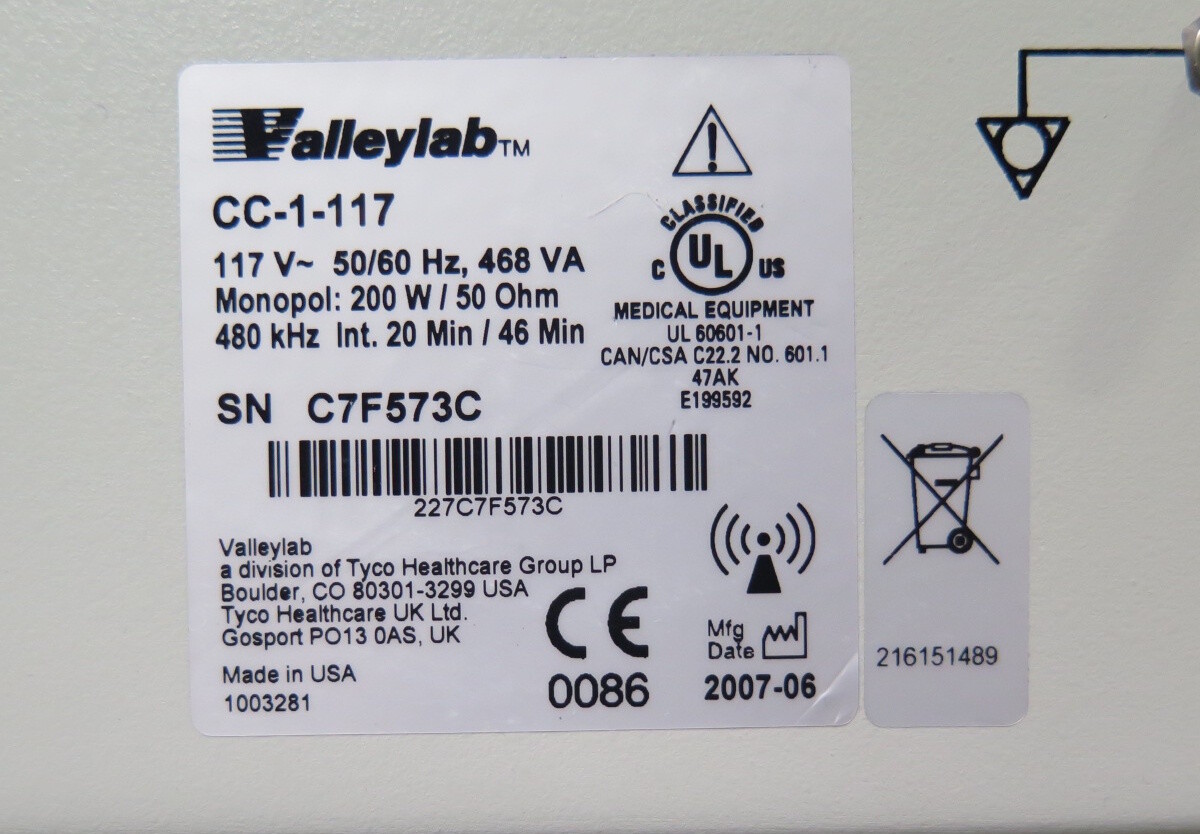 Valleylab™
CC-1-117
117 V~ 50/60 Hz, 468 VA
Monopol: 200 W / 50 Ohm
480 kHz Int. 20 Min / 46 Min
CLASSIFIED
C UL US
MEDICAL EQUIPMENT
UL 60601-1
CAN/CSA C22.2 NO. 601.1
47AK
E199592
SN C7F573C
227C7F573C
Valleylab
a division of Tyco Healthcare Group LP
Boulder, CO 80301-3299 USA
Tyco Healthcare UK Ltd.
Gosport PO13 0AS, UK
Made in USA
1003281
CE
0086
Mfg
Date
2007-06
216151489